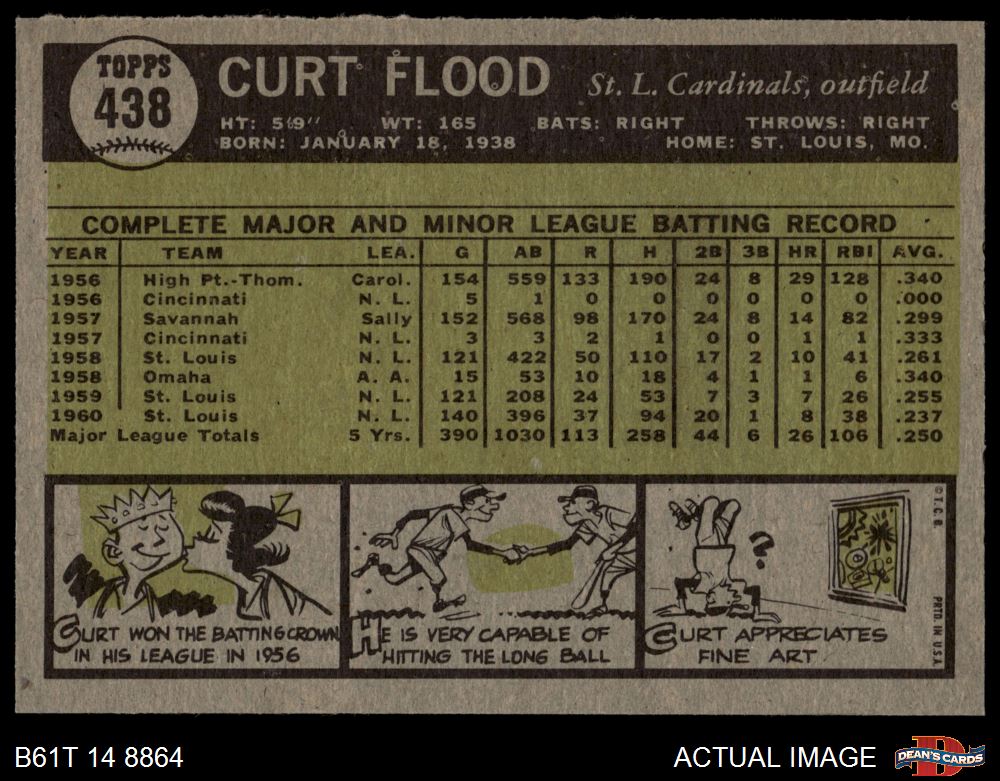 TOPPS
438
CURT FLOOD
St. L. Cardinals, outfield
HT: 5'9" WT: 165 BATS: RIGHT THROWS: RIGHT
BORN: JANUARY 18, 1938 HOME: ST. LOUIS, MO.
COMPLETE MAJOR AND MINOR LEAGUE BATTING RECORD
YEAR TEAM LEA. G AB R H 2B 3B HR RBI AVG.
1956 High Pt.-Thom. Carol. 154 559 133 190 24 8 29 128 .340
1956 Cincinnati N. L. 5 1 0 0 0 0 0 0 .000
1957 Savannah Sally 152 568 98 170 24 8 14 82 .299
1957 Cincinnati N. L. 3 3 2 1 0 0 1 1 .333
1958 St. Louis N. L. 121 422 50 110 17 2 10 41 .261
1958 Omaha A. A. 15 53 10 18 4 1 1 6 .340
1959 St. Louis N. L. 121 208 24 53 7 3 7 26 .255
1960 St. Louis N. L. 140 396 37 94 20 1 8 38 .237
Major League Totals 5 Yrs. 390 1030 113 258 44 6 26 106 .250
CURT WON THE BATTING CROWN
IN HIS LEAGUE IN 1956
HE IS VERY CAPABLE OF
HITTING THE LONG BALL
?
CURT APPRECIATES
FINE ART
© T. C. G.
PRTD. IN U.S.A.
B61T 14 8864
ACTUAL IMAGE
D
DEAN'S CARDS